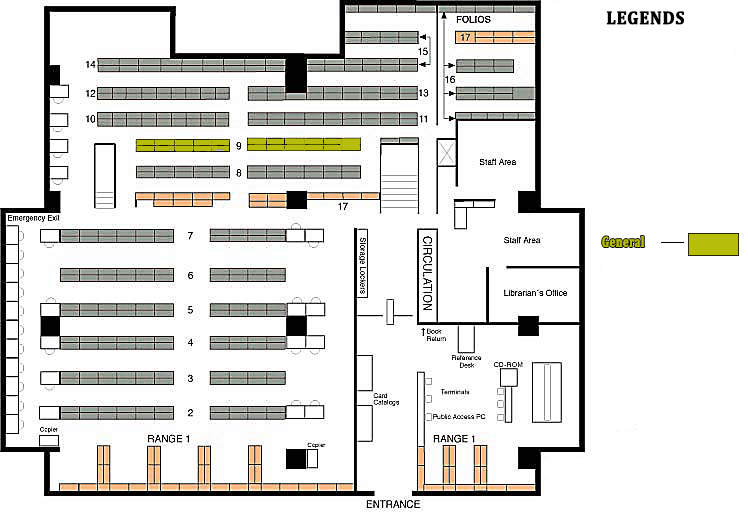 LEGENDS
FOLIOS
17
15
14
16
12
13
10
11
9
8
Staff Area
17
Emergency Exit
7
Storage Lockers
CIRCULATION
Staff Area
General
6
Librarian´s Office
5
Book
Return
4
Reference
Desk
CD-ROM
3
Terminals
Card
Catalogs
2
Public Access PC
Copier
RANGE 1
Copier
RANGE 1
ENTRANCE